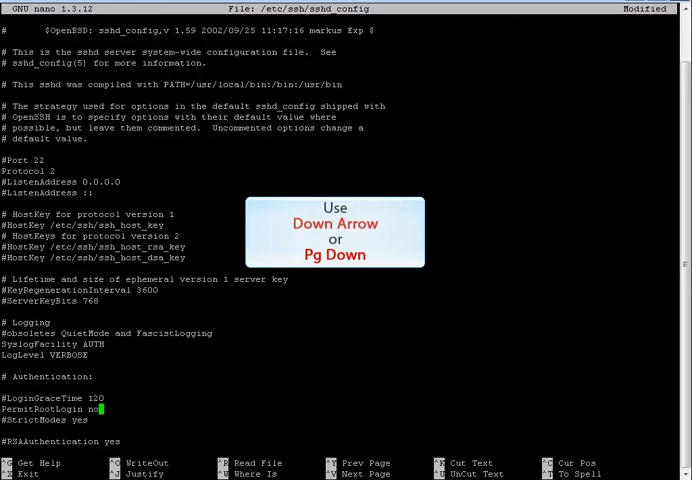 GNU nano 1.3.12 File: /etc/ssh/sshd_config Modified
# $OpenBSD: sshd_config,v 1.59 2002/09/25 11:17:16 markus Exp $
# This is the sshd server system-wide configuration file. See
# sshd_config(5) for more information.
# This sshd was compiled with PATH=/usr/local/bin:/bin:/usr/bin
# The strategy used for options in the default sshd_config shipped with
# OpenSSH is to specify options with their default value where
# possible, but leave them commented. Uncommented options change a
# default value.
#Port 22
Protocol 2
#ListenAddress 0.0.0.0
#ListenAddress ::
# HostKey for protocol version 1
#HostKey /etc/ssh/ssh_host_key
# HostKeys for protocol version 2
#HostKey /etc/ssh/ssh_host_rsa_key
#HostKey /etc/ssh/ssh_host_dsa_key
Use
Down Arrow
or
Pg Down
# Lifetime and size of ephemeral version 1 server key
#KeyRegenerationInterval 3600
#ServerKeyBits 768
# Logging
#obsoletes QuietMode and FascistLogging
SyslogFacility AUTH
LogLevel VERBOSE
# Authentication:
#LoginGraceTime 120
PermitRootLogin no
#StrictModes yes
#RSAAuthentication yes
^G Get Help ^O WriteOut ^R Read File ^Y Prev Page ^K Cut Text ^C Cur Pos
^X Exit ^J Justify ^W Where Is ^V Next Page ^U UnCut Text ^T To Spell